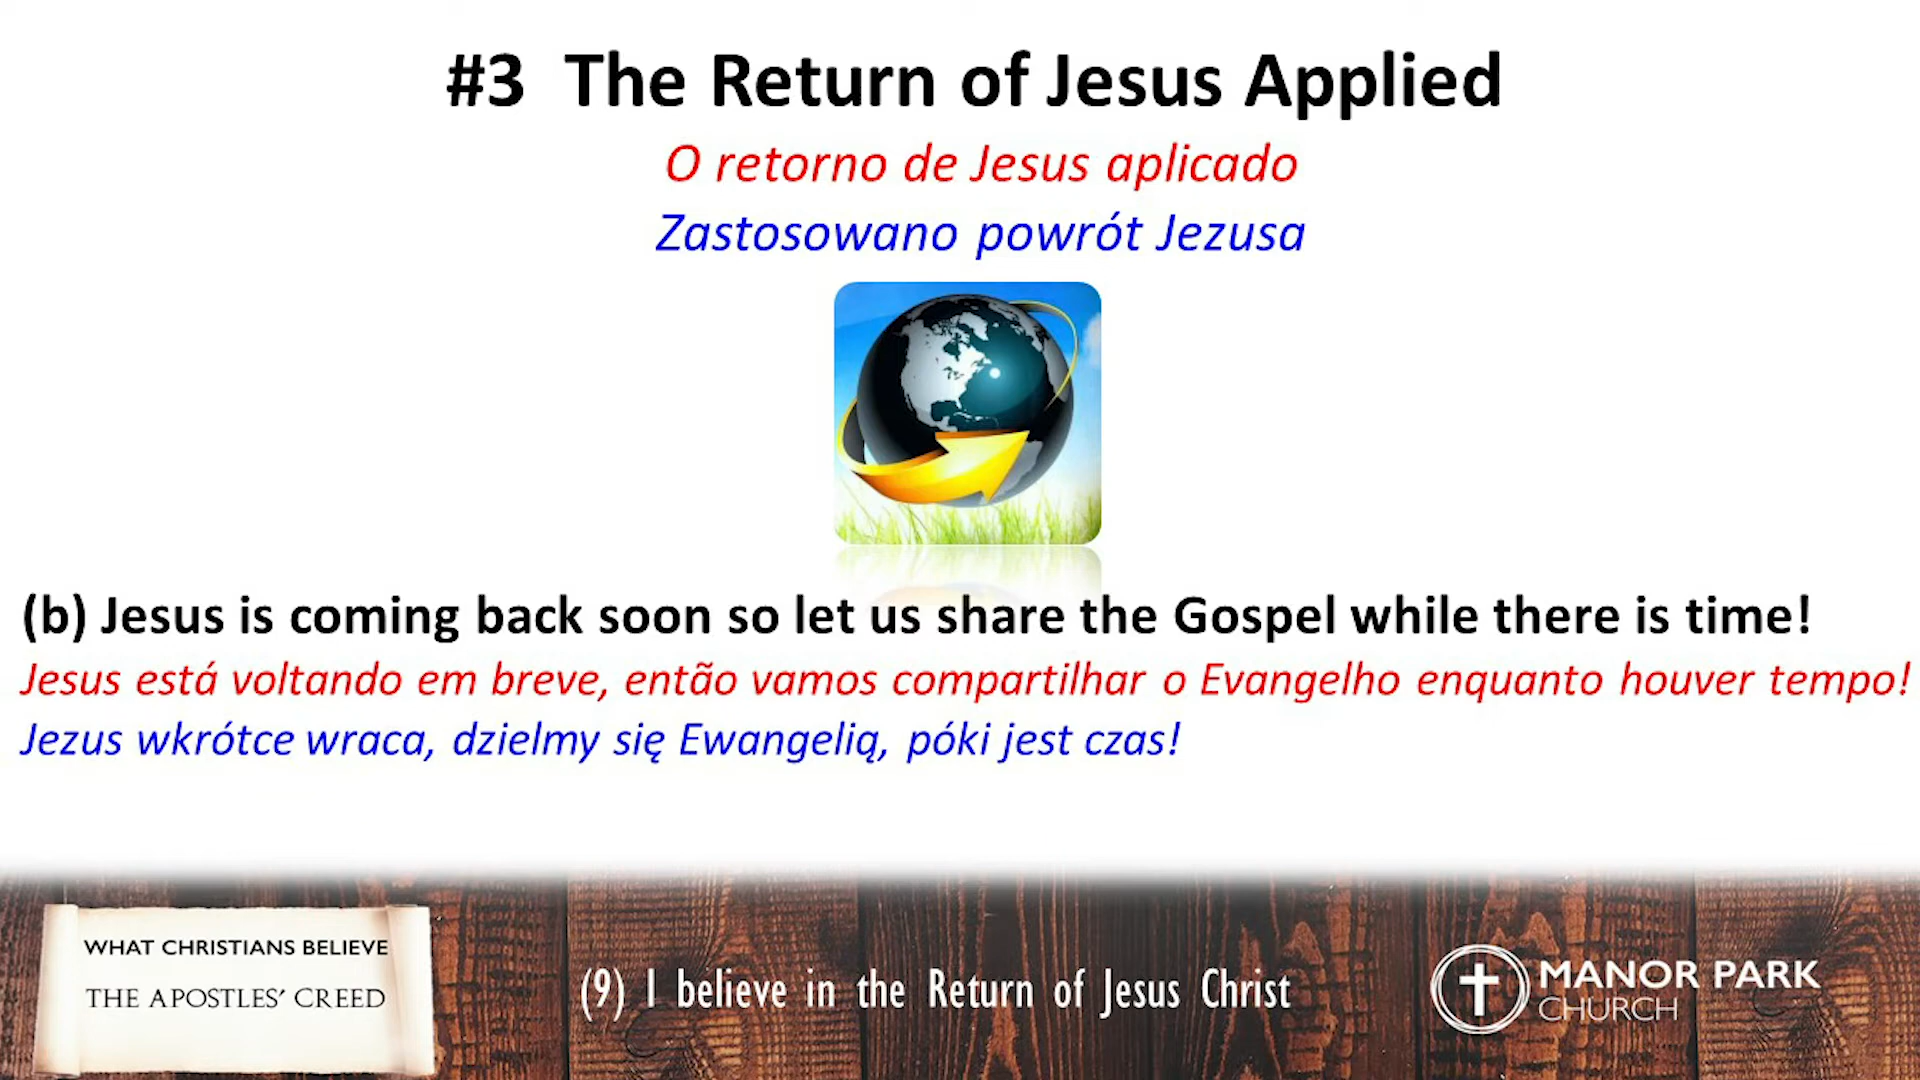 #3 The Return of Jesus Applied
O retorno de Jesus aplicado
Zastosowano powrót Jezusa
(b) Jesus is coming back soon so let us share the Gospel while there is time!
Jesus está voltando em breve, então vamos compartilhar o Evangelho enquanto houver tempo!
Jezus wkrótce wraca, dzielmy się Ewangelią, póki jest czas!
WHAT CHRISTIANS BELIEVE
THE APOSTLES' CREED
(9) I believe in the Return of Jesus Christ
MANOR PARK
CHURCH